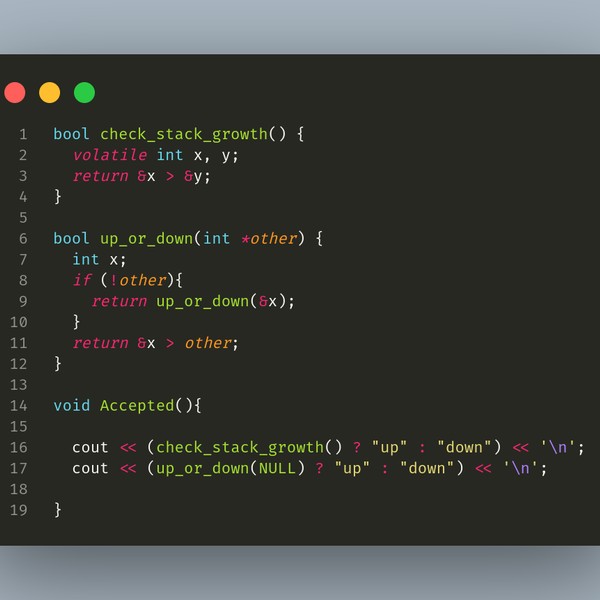 1 bool check_stack_growth() {
2   volatile int x, y;
3   return &x > &y;
4 }
5
6 bool up_or_down(int *other) {
7   int x;
8   if (!other){
9     return up_or_down(&x);
10   }
11   return &x > other;
12 }
13
14 void Accepted(){
15
16   cout << (check_stack_growth() ? "up" : "down") << '\n';
17   cout << (up_or_down(NULL) ? "up" : "down") << '\n';
18
19 }